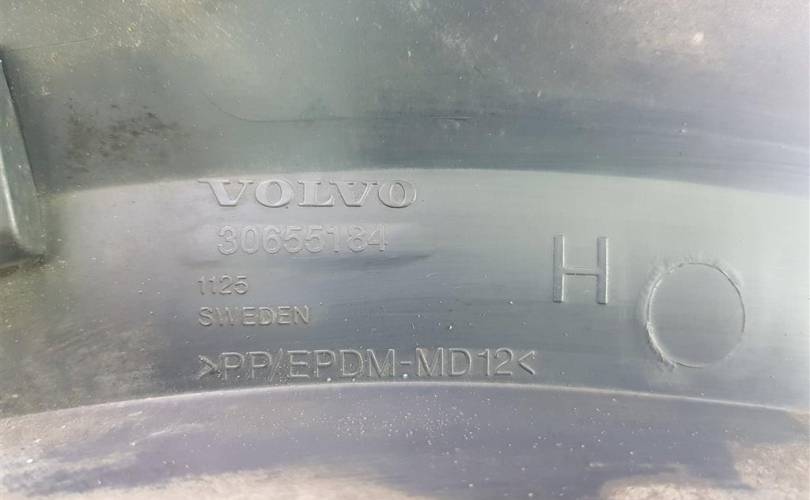 VOLVO
30655184
1125
SWEDEN
>PP/EPDM-MD12<
H